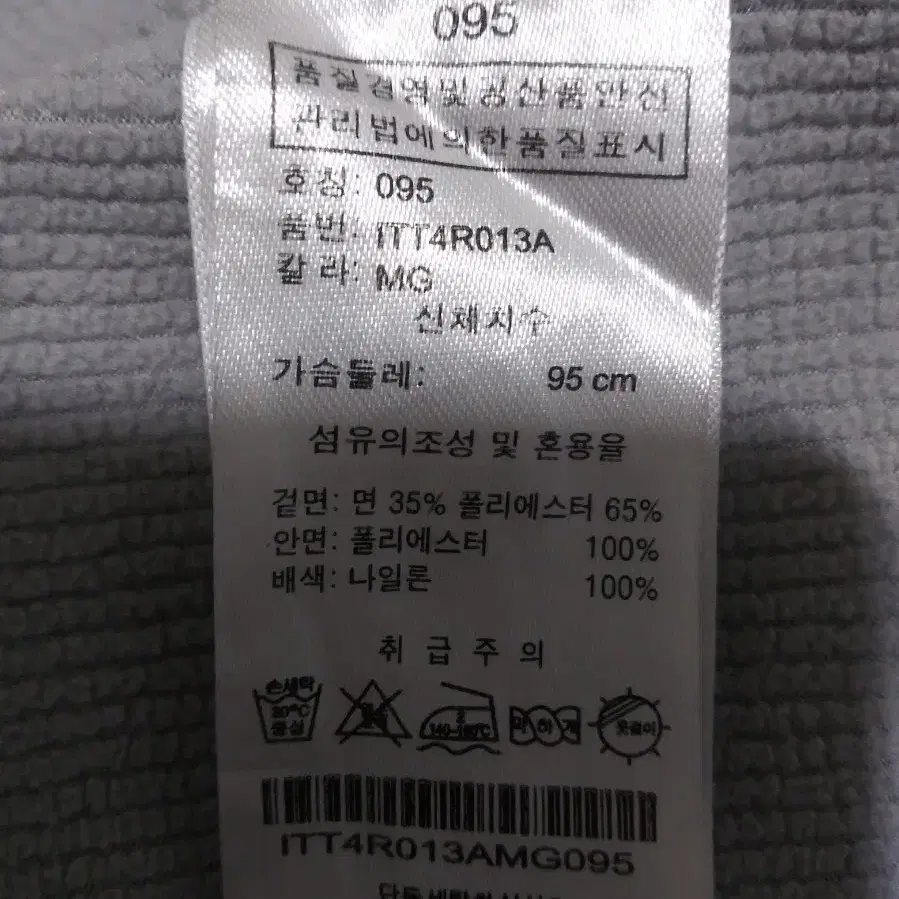 095
품질경영및공산품안전
관리법에의한품질표시
호칭: 095
품번: ITT4R013A
칼 라: MG
신체치수
가슴둘레: 95 cm
섬유의조성 및 혼용율
겉면: 면 35% 폴리에스터 65%
안면: 폴리에스터 100%
배색: 나일론 100%
취 급 주 의
손세탁 30℃ 중성
2 140~160℃
약하게
옷걸이
ITT4R013AMG095